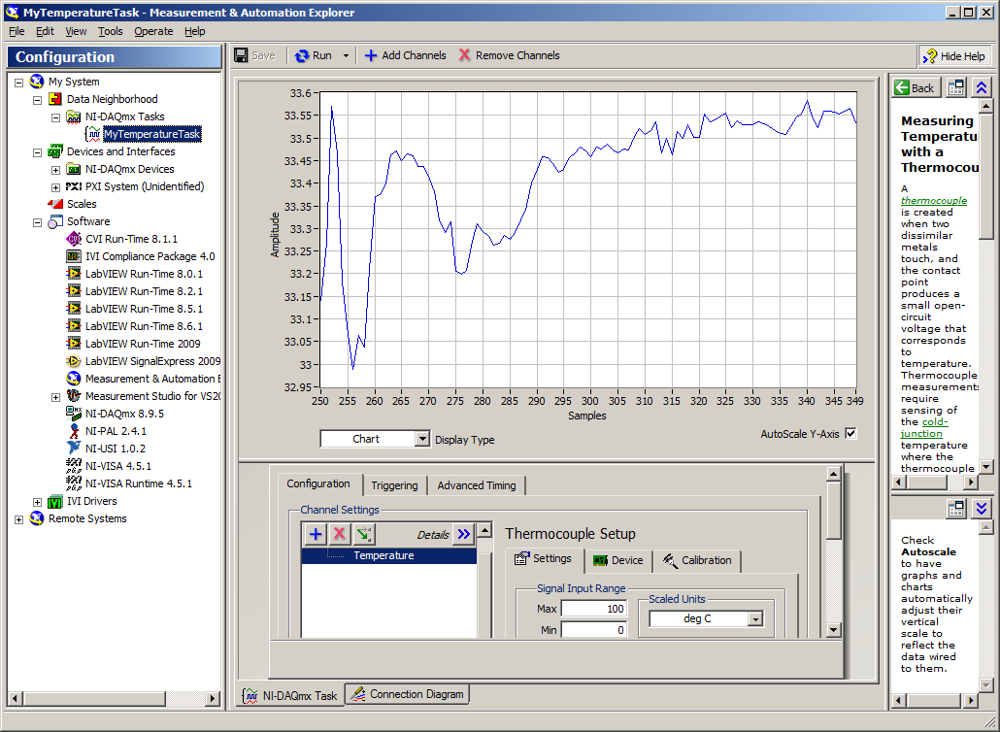 MyTemperatureTask - Measurement & Automation Explorer
File Edit View Tools Operate Help
Configuration
My System
Data Neighborhood
NI-DAQmx Tasks
MyTemperatureTask
Devices and Interfaces
NI-DAQmx Devices
PXI PXI System (Unidentified)
Scales
Software
CVI Run-Time 8.1.1
IVI Compliance Package 4.0
LabVIEW Run-Time 8.0.1
LabVIEW Run-Time 8.2.1
LabVIEW Run-Time 8.5.1
LabVIEW Run-Time 8.6.1
LabVIEW Run-Time 2009
LabVIEW SignalExpress 2009
Measurement & Automation E
Measurement Studio for VS20
NI-DAQmx 8.9.5
NI-PAL 2.4.1
NI-USI 1.0.2
NI-VISA 4.5.1
NI-VISA Runtime 4.5.1
IVI Drivers
Remote Systems
Save Run Add Channels Remove Channels
Hide Help
33.6
33.55
33.5
33.45
33.4
33.35
33.3
33.25
33.2
33.15
33.1
33.05
33
32.95
Amplitude
250 255 260 265 270 275 280 285 290 295 300 305 310 315 320 325 330 335 340 345 349
Samples
Chart Display Type
AutoScale Y-Axis
Configuration Triggering Advanced Timing
Channel Settings
Details
Temperature
Thermocouple Setup
Settings Device Calibration
Signal Input Range
Max 100
Min 0
Scaled Units
deg C
NI-DAQmx Task Connection Diagram
Back
Measuring
Temperatu
with a
Thermocou
A
thermocouple
is created
when two
dissimilar
metals
touch, and
the contact
point
produces a
small open-
circuit
voltage that
corresponds
to
temperature.
Thermocouple
measurements
require
sensing of
the cold-
junction
temperature
where the
thermocouple
Check
Autoscale
to have
graphs and
charts
automatically
adjust their
vertical
scale to
reflect the
data wired
to them.